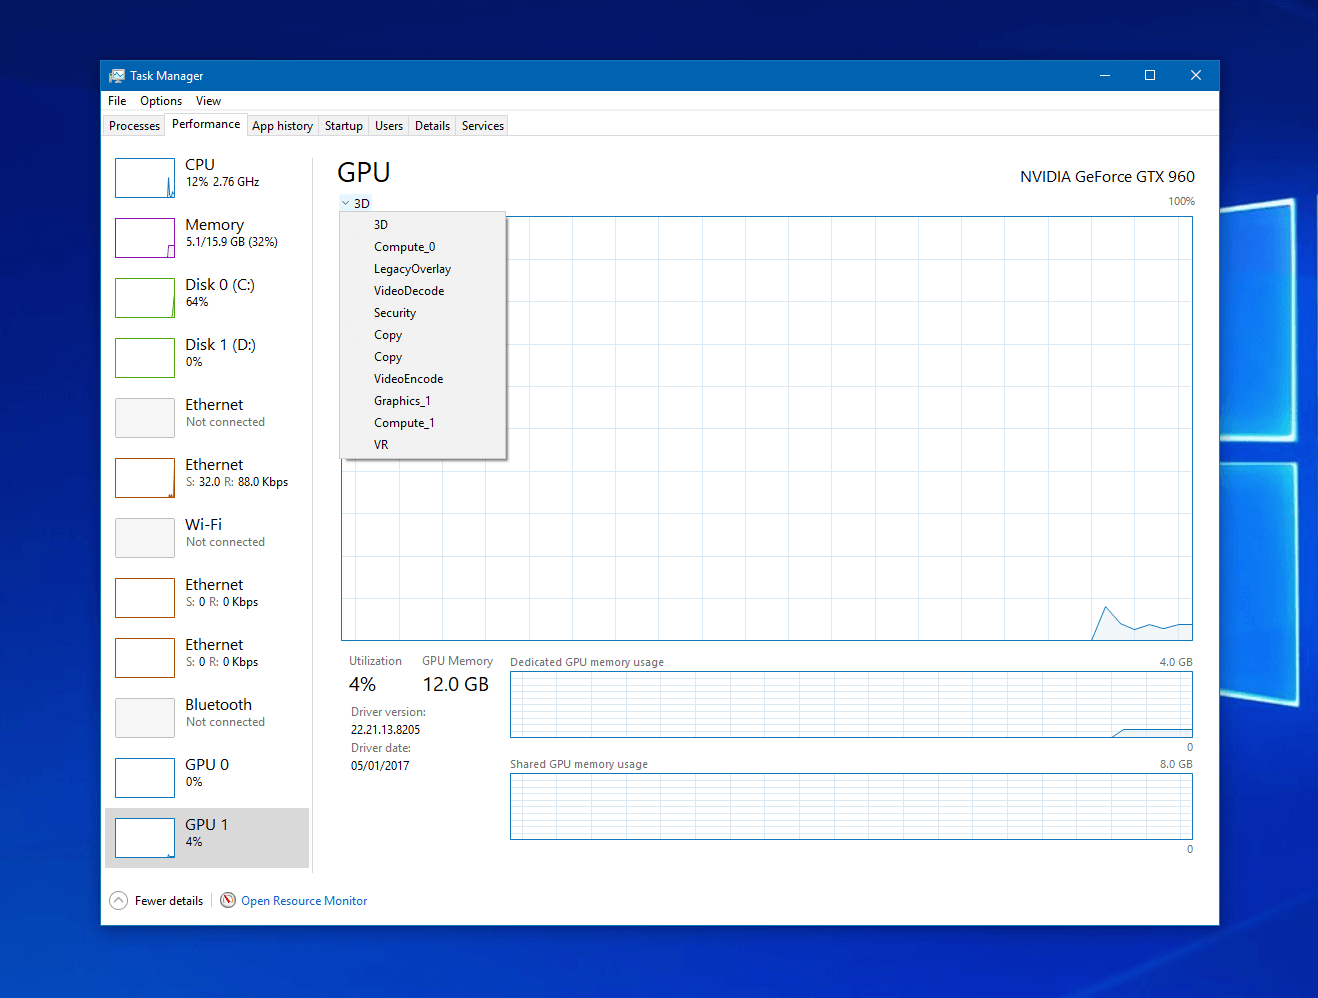 Task Manager
File Options View
Processes Performance App history Startup Users Details Services
CPU
12% 2.76 GHz
Memory
5.1/15.9 GB (32%)
Disk 0 (C:)
64%
Disk 1 (D:)
0%
Ethernet
Not connected
Ethernet
S: 32.0 R: 88.0 Kbps
Wi-Fi
Not connected
Ethernet
S: 0 R: 0 Kbps
Ethernet
S: 0 R: 0 Kbps
Bluetooth
Not connected
GPU 0
0%
GPU 1
4%
GPU
NVIDIA GeForce GTX 960
3D
100%
3D
Compute_0
LegacyOverlay
VideoDecode
Security
Copy
Copy
VideoEncode
Graphics_1
Compute_1
VR
Utilization
4%
GPU Memory
12.0 GB
Driver version:
22.21.13.8205
Driver date:
05/01/2017
Dedicated GPU memory usage
4.0 GB
0
Shared GPU memory usage
8.0 GB
0
Fewer details
Open Resource Monitor